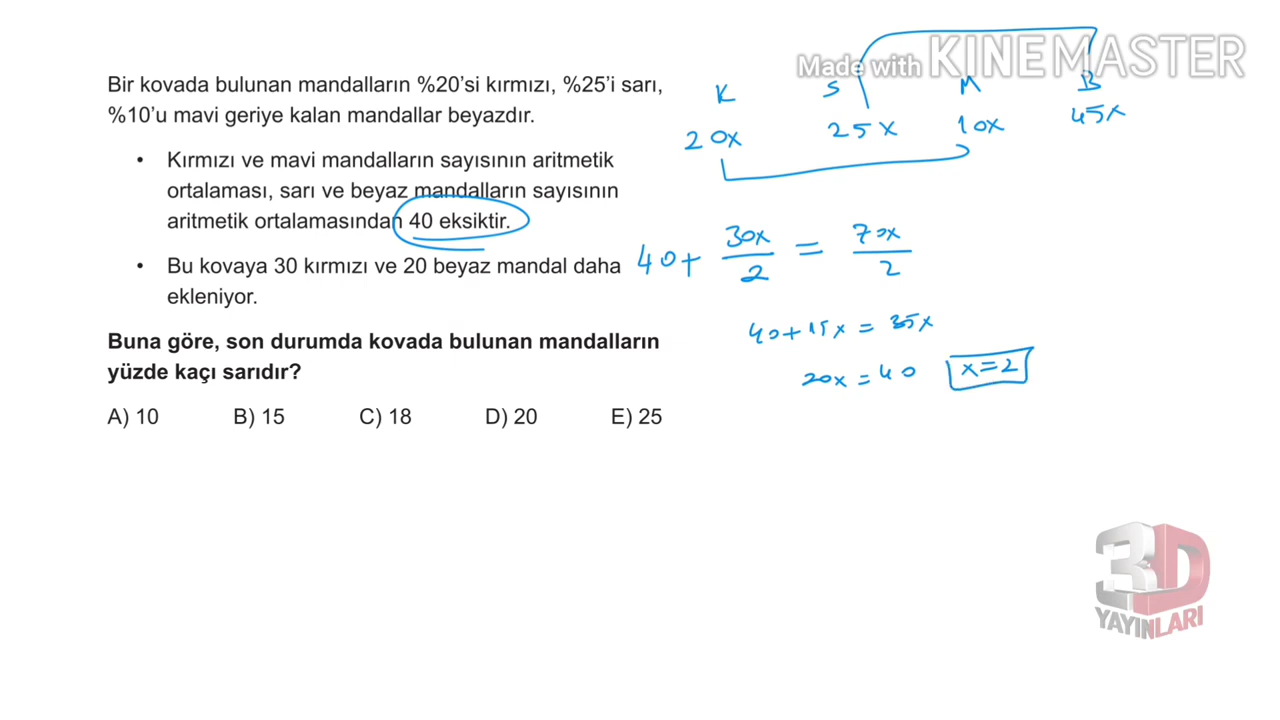 Made with KINEMASTER
Bir kovada bulunan mandalların %20’si kırmızı, %25’i sarı,
%10’u mavi geriye kalan mandallar beyazdır.
• Kırmızı ve mavi mandalların sayısının aritmetik
ortalaması, sarı ve beyaz mandalların sayısının
aritmetik ortalamasından 40 eksiktir.
• Bu kovaya 30 kırmızı ve 20 beyaz mandal daha
ekleniyor.
Buna göre, son durumda kovada bulunan mandalların
yüzde kaçı sarıdır?
A) 10 B) 15 C) 18 D) 20 E) 25
K S M B
20x 25x 10x 45x
40+ 30x/2 = 70x/2
40+15x = 35x
20x = 40 x=2
3D
YAYINLARI